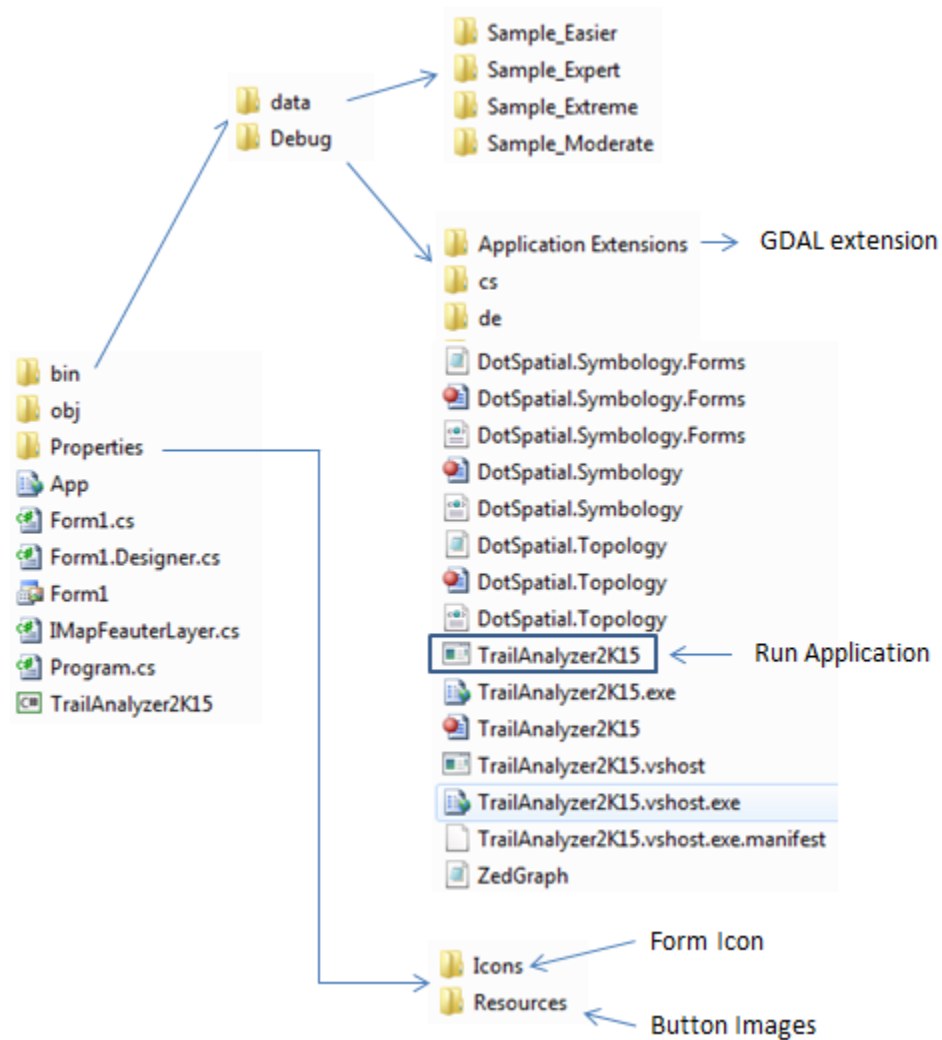 Sample_Easier
Sample_Expert
Sample_Extreme
Sample_Moderate
data
Debug
Application Extensions
GDAL extension
cs
de
bin
obj
Properties
App
Form1.cs
Form1.Designer.cs
Form1
IMapFeauterLayer.cs
Program.cs
TrailAnalyzer2K15
DotSpatial.Symbology.Forms
DotSpatial.Symbology.Forms
DotSpatial.Symbology.Forms
DotSpatial.Symbology
DotSpatial.Symbology
DotSpatial.Topology
DotSpatial.Topology
DotSpatial.Topology
TrailAnalyzer2K15
Run Application
TrailAnalyzer2K15.exe
TrailAnalyzer2K15
TrailAnalyzer2K15.vshost
TrailAnalyzer2K15.vshost.exe
TrailAnalyzer2K15.vshost.exe.manifest
ZedGraph
Form Icon
Icons
Resources
Button Images